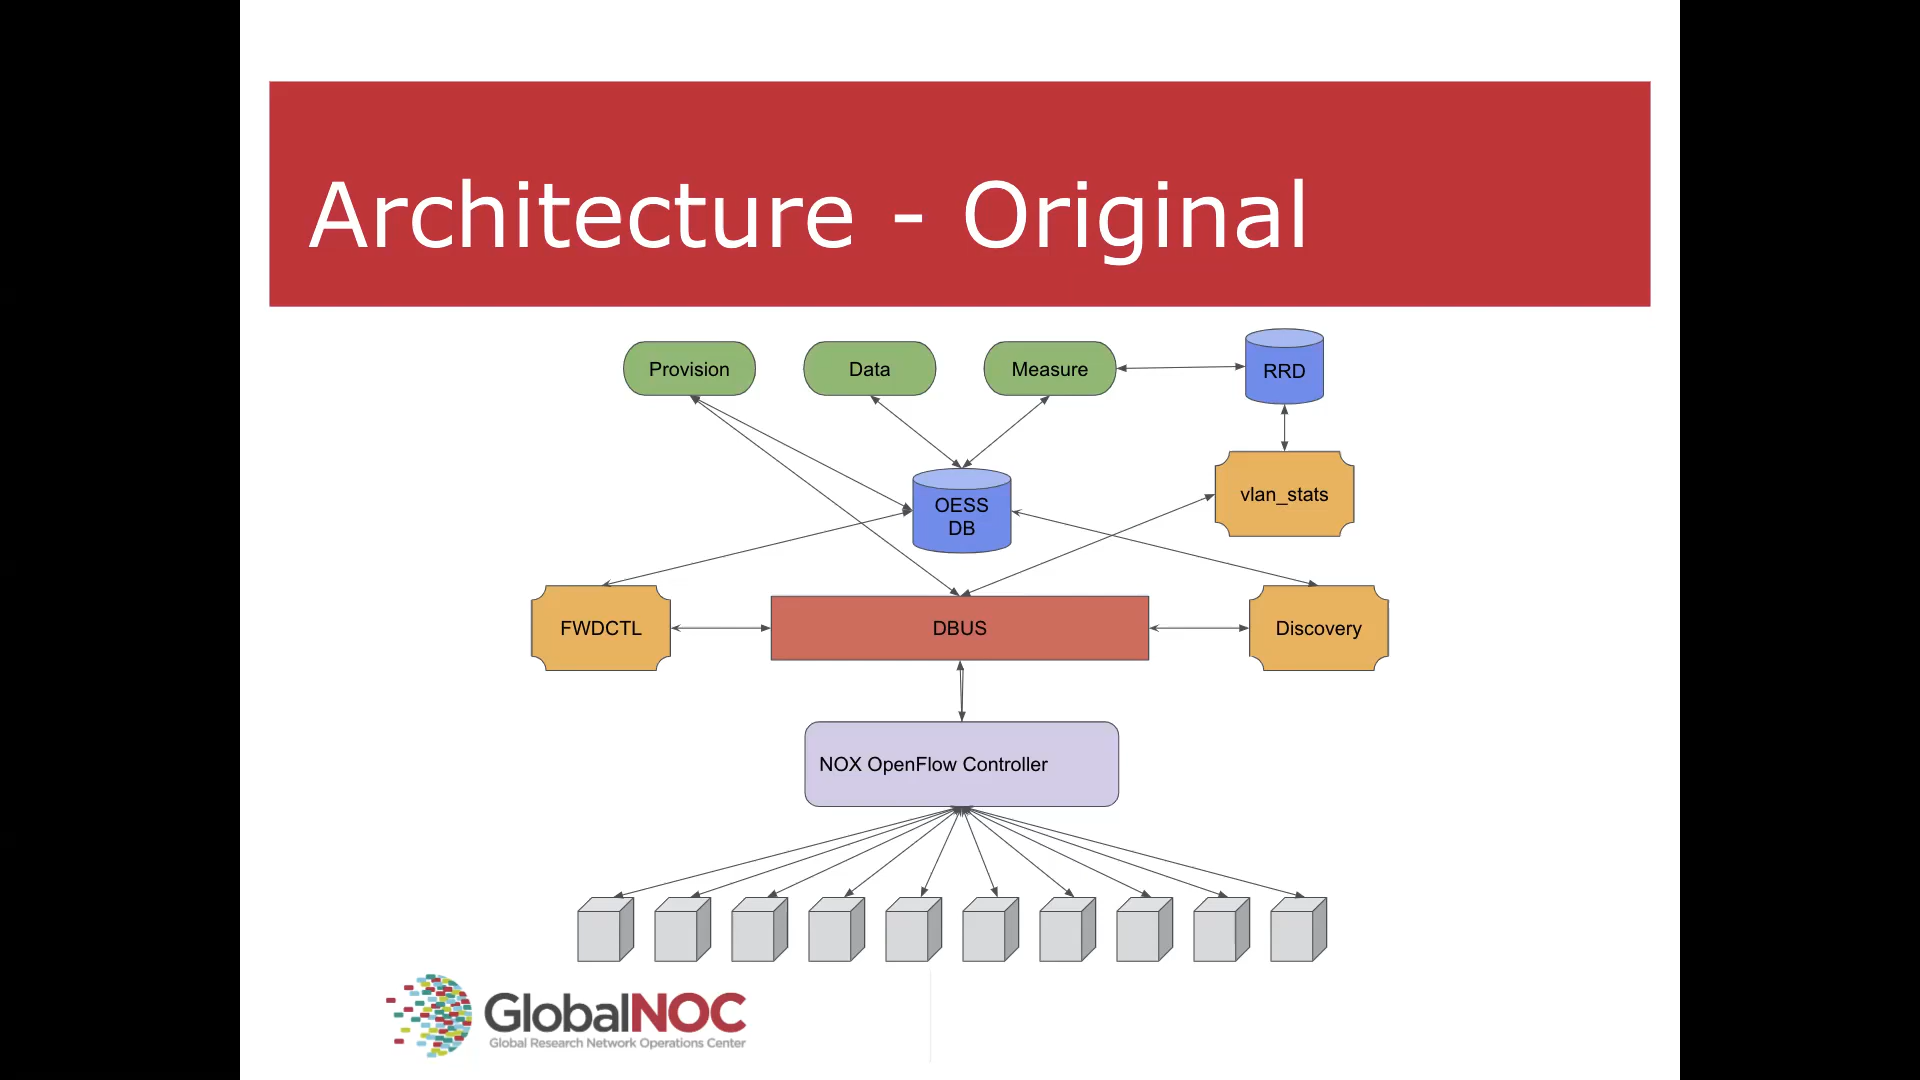 Architecture - Original
Provision
Data
Measure
RRD
OESS
DB
vlan_stats
FWDCTL
DBUS
Discovery
NOX OpenFlow Controller
GlobalNOC
Global Research Network Operations Center